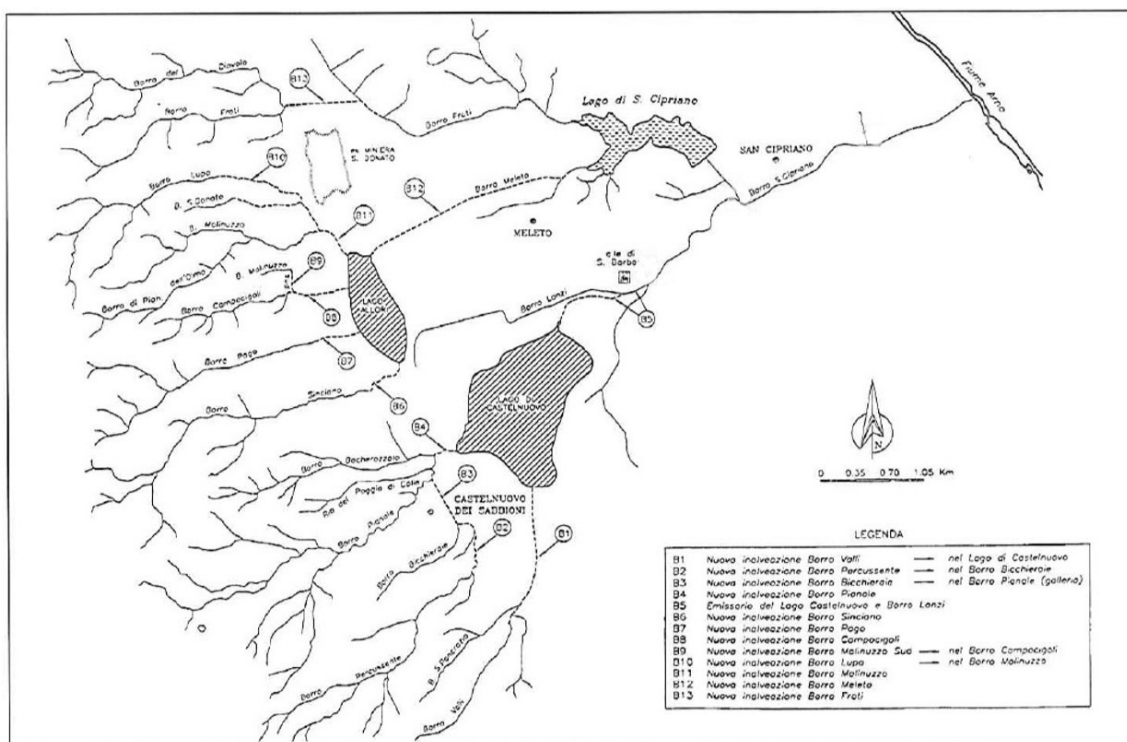 Borro del Diavolo
B13
Borro Frati
Borro Frati
Lago di S. Cipriano
Fiume Arno
EX MINIERA
S. DONATO
SAN CIPRIANO
B10
Borro Lupo
B12
Borro Meleto
Borro S.Cipriano
B. S.Donato
B11
B. Molinuzzo
MELETO
B9
B. Molinuzzo
c.le di
S. Barba
Borro di Pian dell'Olmo
Borro Campocigoli
B8
LAGO
ALLORI
Borro Lanzi
B5
B7
Borro Pago
Borro Sinciano
B6
LAGO DI
CASTELNUOVO
B4
Borro Bacherozzolo
B3
Rio del Poggio di Colle
CASTELNUOVO
DEI SABBIONI
Borro Pianale
B2
B1
Borro Bicchieraie
N
0 0.35 0.70 1.05 Km
B. S.Pancrazio
Borro Percussente
Borro Valli
LEGENDA
B1 Nuova inalveazione Borro Valli nel Lago di Castelnuovo
B2 Nuova inalveazione Borro Percussente nel Borro Bicchieraie
B3 Nuova inalveazione Borro Bicchieraie nel Borro Pianale (galleria)
B4 Nuova inalveazione Borro Pianale
B5 Emissario del Lago Castelnuovo e Borro Lanzi
B6 Nuova inalveazione Borro Sinciano
B7 Nuova inalveazione Borro Pago
B8 Nuova inalveazione Borro Campocigoli
B9 Nuova inalveazione Borro Molinuzzo Sud nel Borro Campocigoli
B10 Nuova inalveazione Borro Lupo nel Borro Molinuzzo
B11 Nuova inalveazione Borro Molinuzzo
B12 Nuova inalveazione Borro Meleto
B13 Nuova inalveazione Borro Frati